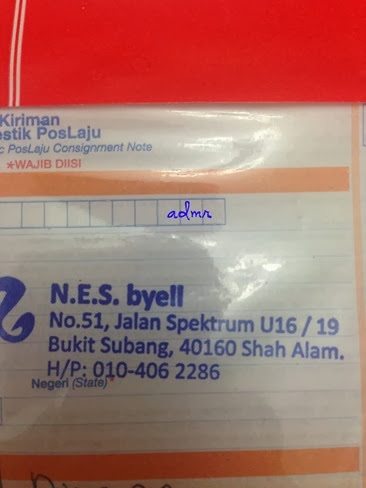 Kiriman
estik PosLaju
c PosLaju Consignment Note
*WAJIB DIISI
admr
N.E.S. byell
No.51, Jalan Spektrum U16 / 19
Bukit Subang, 40160 Shah Alam.
H/P: 010-406 2286
Negeri (State)*